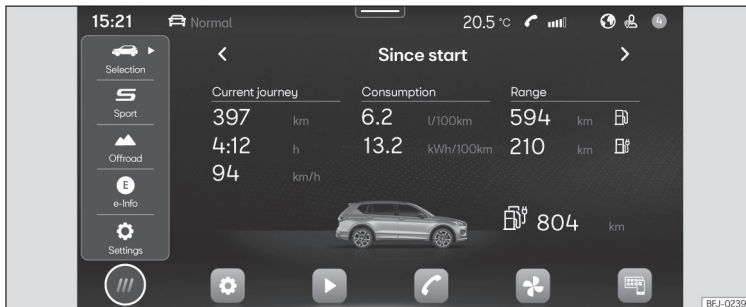 15:21 Normal 20.5 °C 4
Selection
Sport
Offroad
E
e-Info
Settings
Since start
Current journey Consumption Range
397 km 6.2 l/100km 594 km
4:12 h 13.2 kWh/100km 210 km
94 km/h
804 km
BFJ-0239